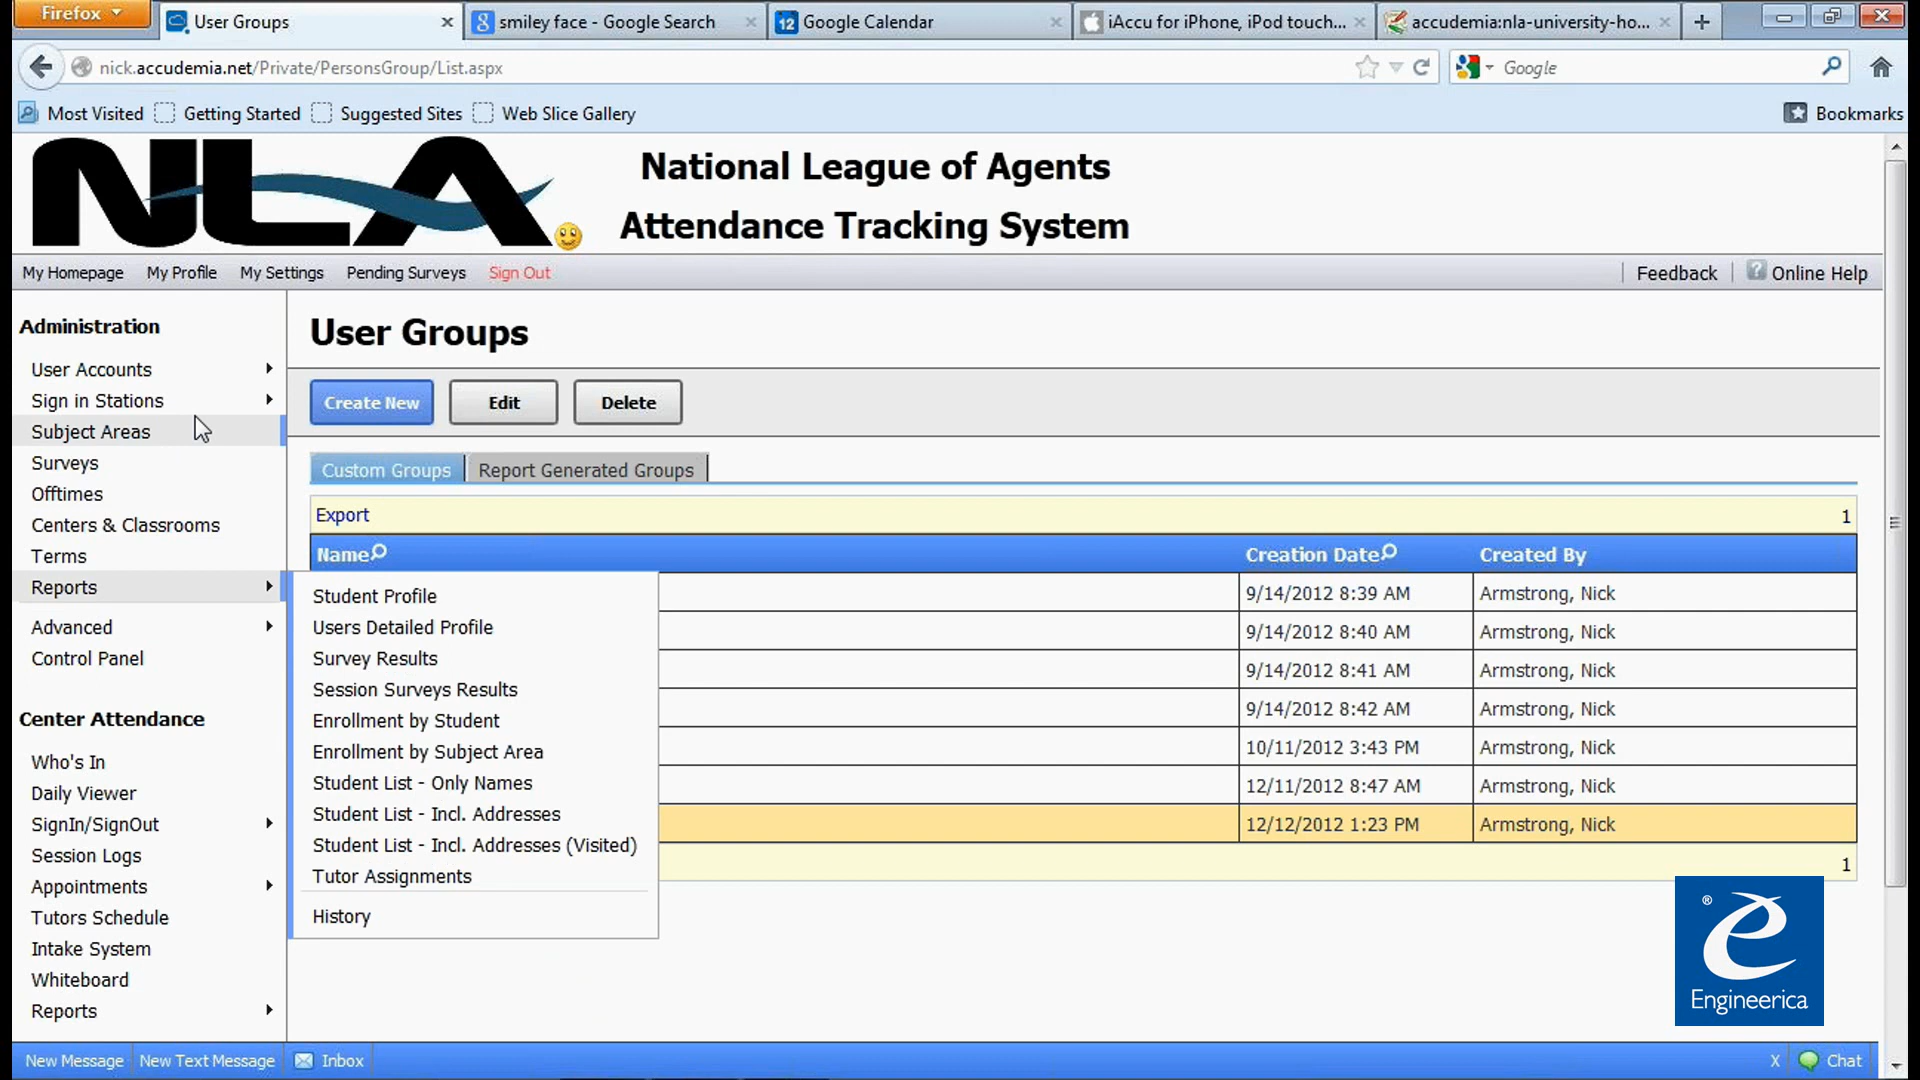 Firefox
User Groups
smiley face - Google Search
12 Google Calendar
iAccu for iPhone, iPod touch...
accudemia:nla-university-ho...
nick.accudemia.net/Private/PersonsGroup/List.aspx
Google
Most Visited
Getting Started
Suggested Sites
Web Slice Gallery
Bookmarks
NLA
National League of Agents
Attendance Tracking System
My Homepage
My Profile
My Settings
Pending Surveys
Sign Out
Feedback
Online Help
Administration
User Accounts
Sign in Stations
Subject Areas
Surveys
Offtimes
Centers & Classrooms
Terms
Reports
Advanced
Control Panel
Center Attendance
Who's In
Daily Viewer
SignIn/SignOut
Session Logs
Appointments
Tutors Schedule
Intake System
Whiteboard
Reports
User Groups
Create New
Edit
Delete
Custom Groups
Report Generated Groups
Export 1
Name Creation Date Created By
9/14/2012 8:39 AM Armstrong, Nick
9/14/2012 8:40 AM Armstrong, Nick
9/14/2012 8:41 AM Armstrong, Nick
9/14/2012 8:42 AM Armstrong, Nick
10/11/2012 3:43 PM Armstrong, Nick
12/11/2012 8:47 AM Armstrong, Nick
12/12/2012 1:23 PM Armstrong, Nick
1
Student Profile
Users Detailed Profile
Survey Results
Session Surveys Results
Enrollment by Student
Enrollment by Subject Area
Student List - Only Names
Student List - Incl. Addresses
Student List - Incl. Addresses (Visited)
Tutor Assignments
History
®
Engineerica
New Message
New Text Message
Inbox
X
Chat